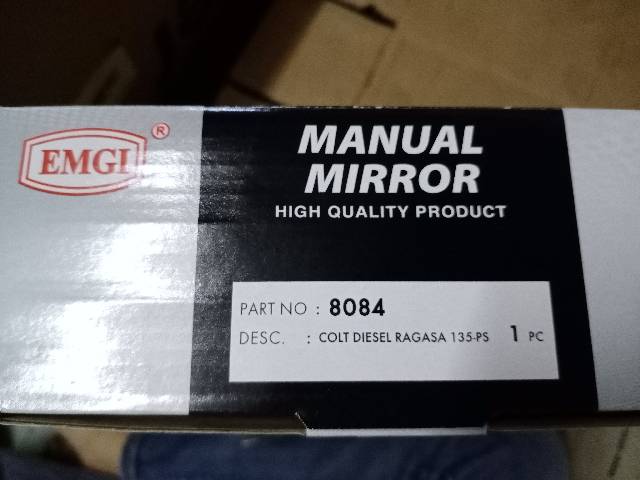 EMGI ®
MANUAL
MIRROR
HIGH QUALITY PRODUCT
PART NO : 8084
DESC. : COLT DIESEL RAGASA 135-PS 1 PC